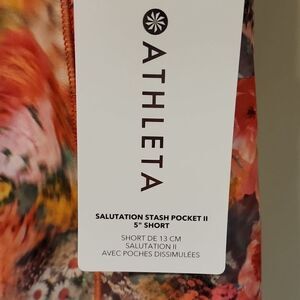 ATHLETA
SALUTATION STASH POCKET II
5" SHORT
SHORT DE 13 CM
SALUTATION II
AVEC POCHES DISSIMULÉES